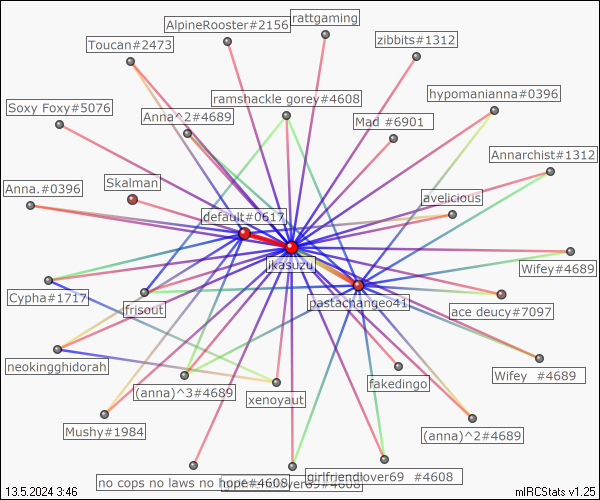 AlpineRooster#2156
rattgaming
Toucan#2473
zibbits#1312
hypomanianna#0396
ramshackle gorey#4608
Soxy Foxy#5076
Anna^2#4689
Mad #6901
Annarchist#1312
Skalman
Anna.#0396
avelicious
default#0617
ikasuzu
Wifey#4689
Cypha#1717
frisout
pastachangeo41
ace deucy#7097
neokingghidorah
(anna)^3#4689
xenoyaut
fakedingo
Wifey #4689
Mushy#1984
(anna)^2#4689
no cops no laws no hope#4608
girlfriendlover69 #4608
13.5.2024 3:46
mIRCStats v1.25